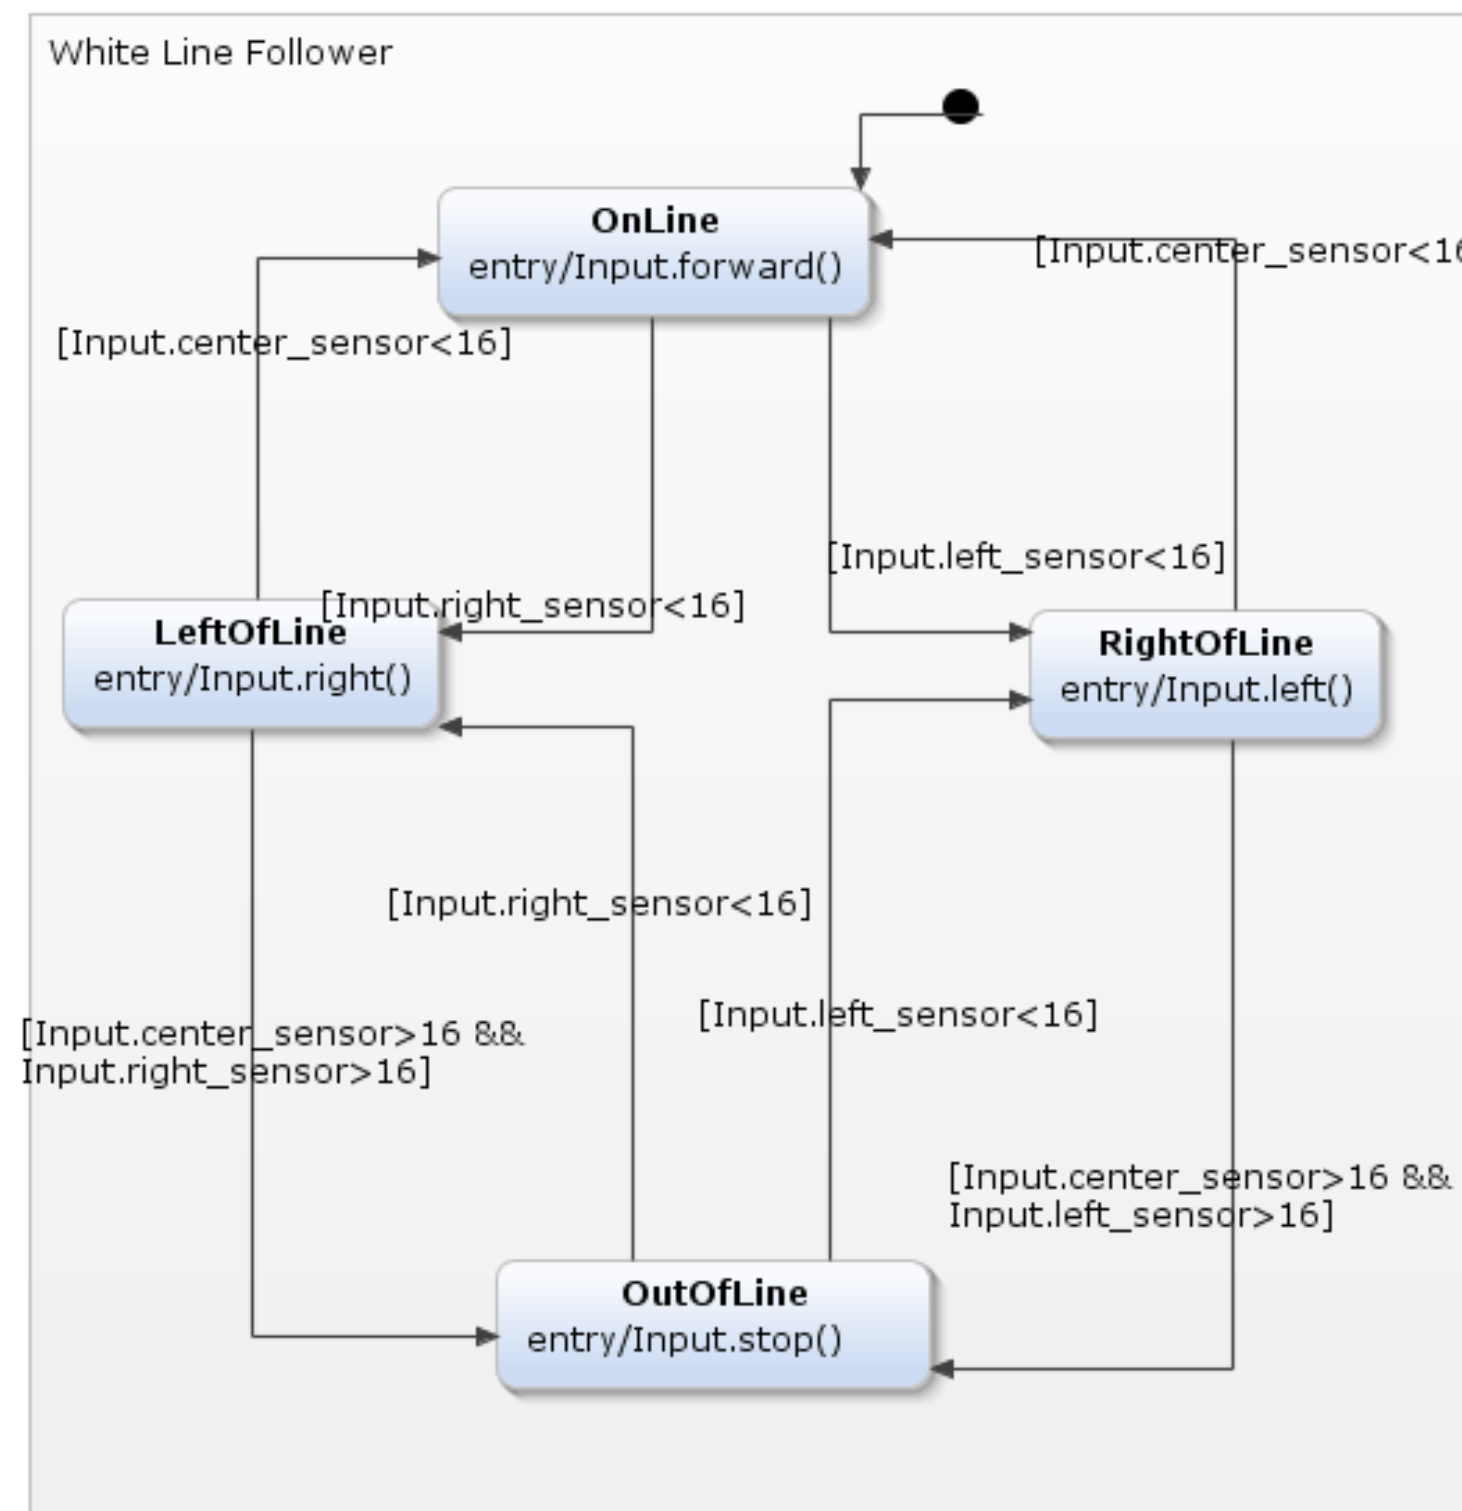 White Line Follower
OnLine
entry/Input.forward()
[Input.center_sensor<16
[Input.center_sensor<16]
[Input.left_sensor<16]
[Input.right_sensor<16]
LeftOfLine
entry/Input.right()
RightOfLine
entry/Input.left()
[Input.right_sensor<16]
[Input.left_sensor<16]
[Input.center_sensor>16 &&
Input.right_sensor>16]
[Input.center_sensor>16 &&
Input.left_sensor>16]
OutOfLine
entry/Input.stop()